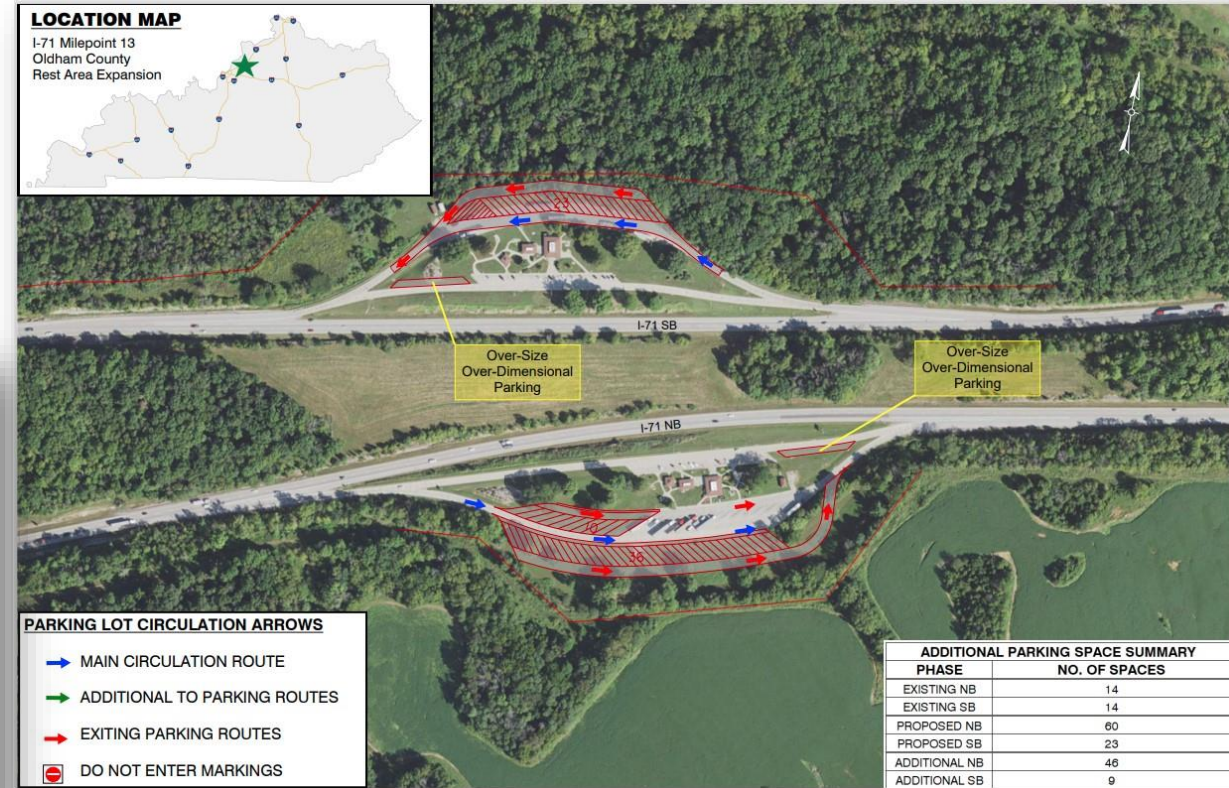 LOCATION MAP
I-71 Milepoint 13
Oldham County
Rest Area Expansion
23
I-71 SB
Over-Size
Over-Dimensional
Parking
Over-Size
Over-Dimensional
Parking
I-71 NB
36
PARKING LOT CIRCULATION ARROWS
MAIN CIRCULATION ROUTE
ADDITIONAL TO PARKING ROUTES
EXITING PARKING ROUTES
DO NOT ENTER MARKINGS
ADDITIONAL PARKING SPACE SUMMARY
PHASE NO. OF SPACES
EXISTING NB 14
EXISTING SB 14
PROPOSED NB 60
PROPOSED SB 23
ADDITIONAL NB 46
ADDITIONAL SB 9